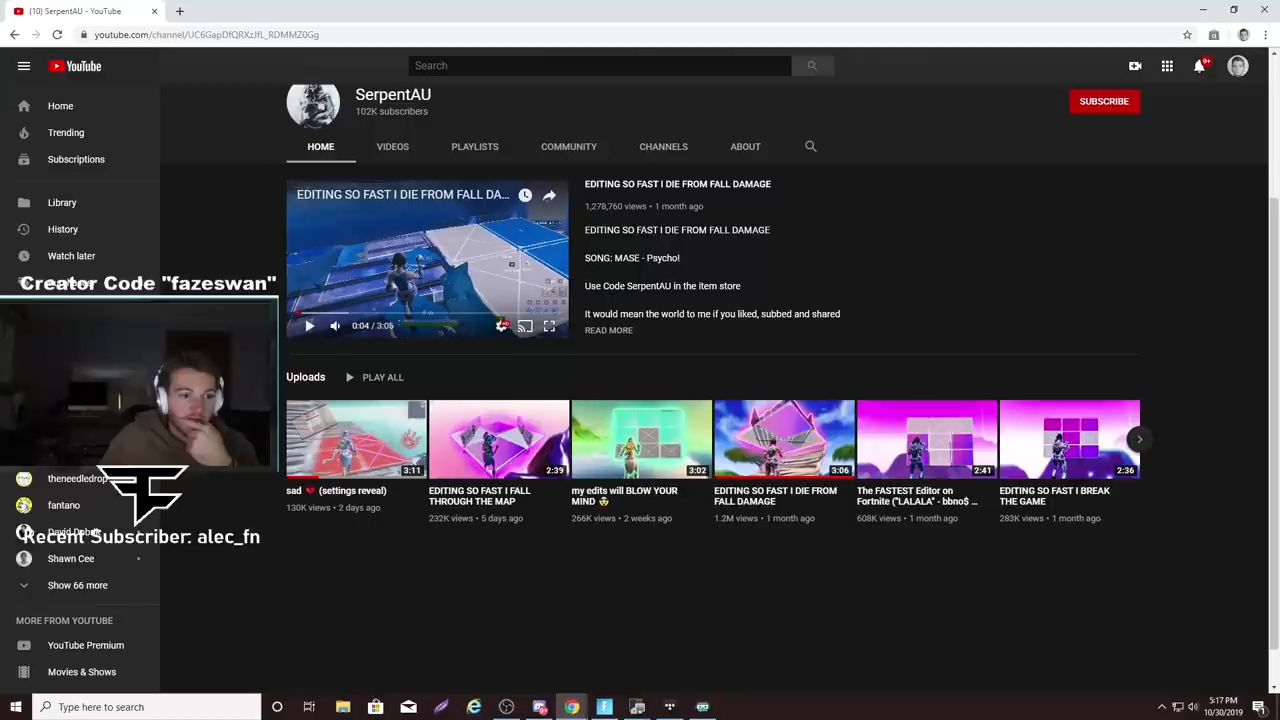 (10) SerpentAU - YouTube
youtube.com/channel/UC6GapDfQRXzJfL_RDMMZ0Gg
YouTube
Search
9+
Home
Trending
Subscriptions
Library
History
Watch later
Creator Code "fazeswan"
theneedledrop
fantano
David Dobrik
Recent Subscriber: alec_fn
Shawn Cee
Show 66 more
MORE FROM YOUTUBE
YouTube Premium
Movies & Shows
SerpentAU
102K subscribers
SUBSCRIBE
HOME
VIDEOS
PLAYLISTS
COMMUNITY
CHANNELS
ABOUT
EDITING SO FAST I DIE FROM FALL DA...
0:04 / 3:05
HD
EDITING SO FAST I DIE FROM FALL DAMAGE
1,278,760 views • 1 month ago
EDITING SO FAST I DIE FROM FALL DAMAGE
SONG: MASE - Psycho!
Use Code SerpentAU in the item store
It would mean the world to me if you liked, subbed and shared
READ MORE
Uploads
PLAY ALL
3:11
sad 💔 (settings reveal)
130K views • 2 days ago
2:39
EDITING SO FAST I FALL
THROUGH THE MAP
232K views • 5 days ago
3:02
my edits will BLOW YOUR
MIND 🤯
266K views • 2 weeks ago
3:06
EDITING SO FAST I DIE FROM
FALL DAMAGE
1.2M views • 1 month ago
2:41
The FASTEST Editor on
Fortnite ("LALALA" - bbno$ ...
608K views • 1 month ago
2:36
EDITING SO FAST I BREAK
THE GAME
283K views • 1 month ago
Type here to search
5:17 PM
10/30/2019